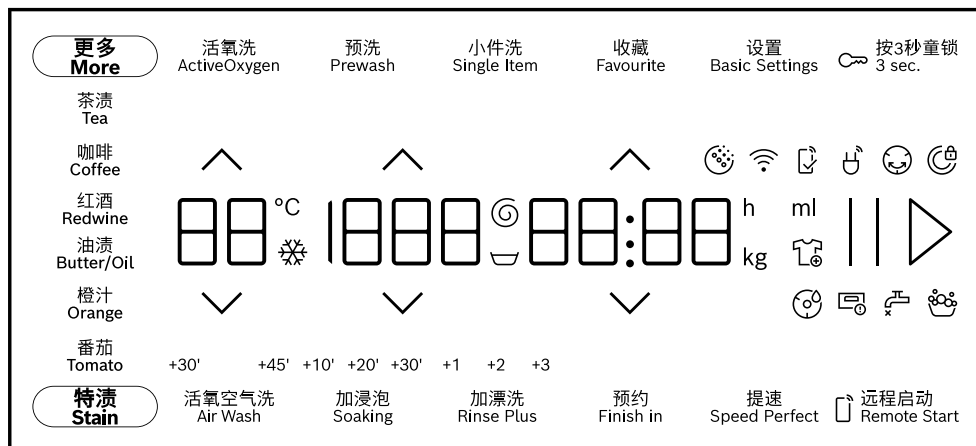 更多
More
活氧洗
ActiveOxygen
预洗
Prewash
小件洗
Single Item
收藏
Favourite
设置
Basic Settings
按3秒童锁
3 sec.
茶渍
Tea
咖啡
Coffee
红酒
Redwine
油渍
Butter/Oil
橙汁
Orange
番茄
Tomato
88 °C 1888 88:88 h ml
kg
+30' +45' +10' +20' +30' +1 +2 +3
特渍
Stain
活氧空气洗
Air Wash
加浸泡
Soaking
加漂洗
Rinse Plus
预约
Finish in
提速
Speed Perfect
远程启动
Remote Start